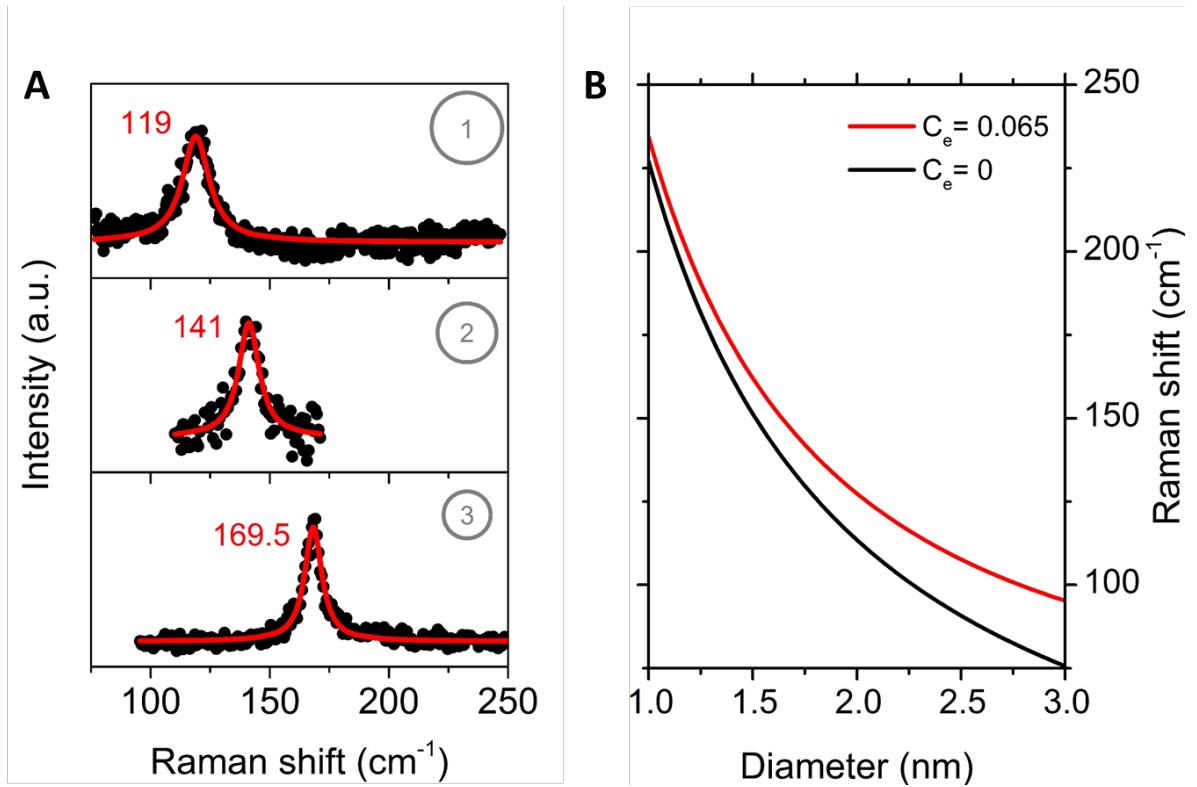 A
119
1
141
2
169.5
3
Intensity (a.u.)
100 150 200 250
Raman shift (cm⁻¹)
B
Cₑ= 0.065
Cₑ= 0
250
200
150
100
Raman shift (cm⁻¹)
1.0 1.5 2.0 2.5 3.0
Diameter (nm)